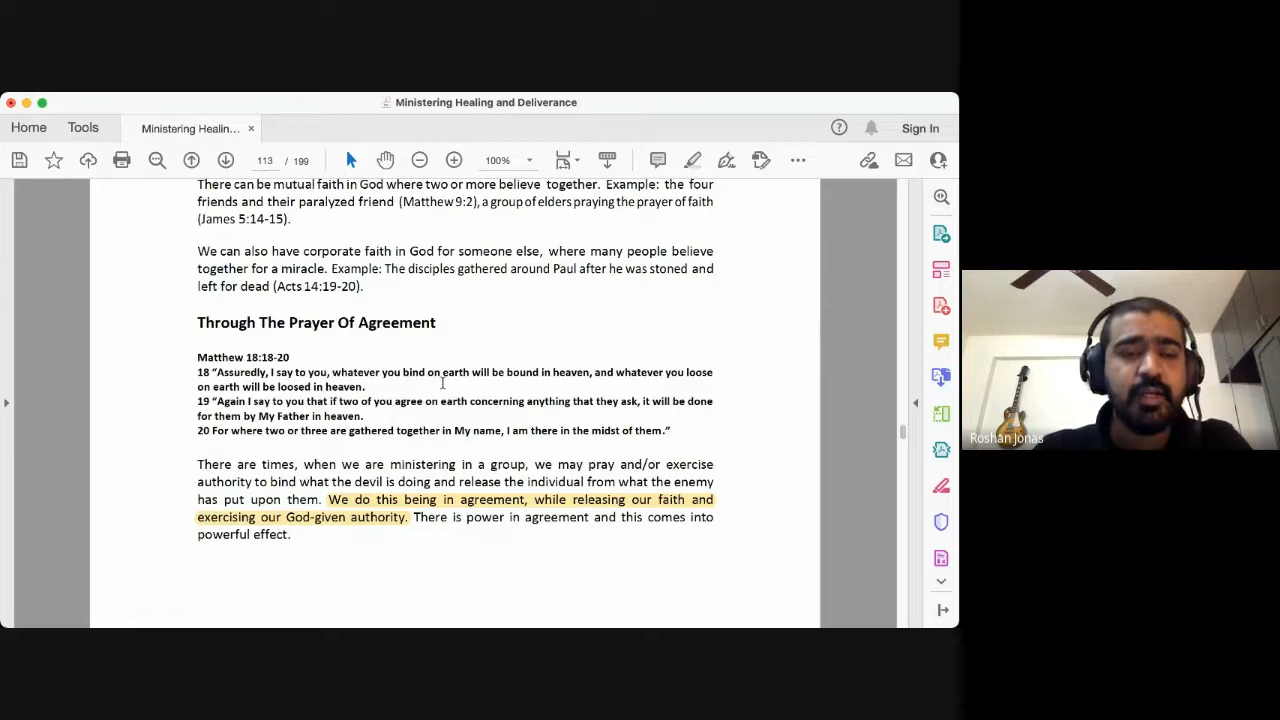 Ministering Healing and Deliverance
Home
Tools
Ministering Healin...
Sign In
113 / 199
100%
There can be mutual faith in God where two or more believe together. Example: the four
friends and their paralyzed friend (Matthew 9:2), a group of elders praying the prayer of faith
(James 5:14-15).
We can also have corporate faith in God for someone else, where many people believe
together for a miracle. Example: The disciples gathered around Paul after he was stoned and
left for dead (Acts 14:19-20).
Through The Prayer Of Agreement
Matthew 18:18-20
18 “Assuredly, I say to you, whatever you bind on earth will be bound in heaven, and whatever you loose
on earth will be loosed in heaven.
19 “Again I say to you that if two of you agree on earth concerning anything that they ask, it will be done
for them by My Father in heaven.
20 For where two or three are gathered together in My name, I am there in the midst of them.”
There are times, when we are ministering in a group, we may pray and/or exercise
authority to bind what the devil is doing and release the individual from what the enemy
has put upon them. We do this being in agreement, while releasing our faith and
exercising our God-given authority. There is power in agreement and this comes into
powerful effect.
Roshan Jonas